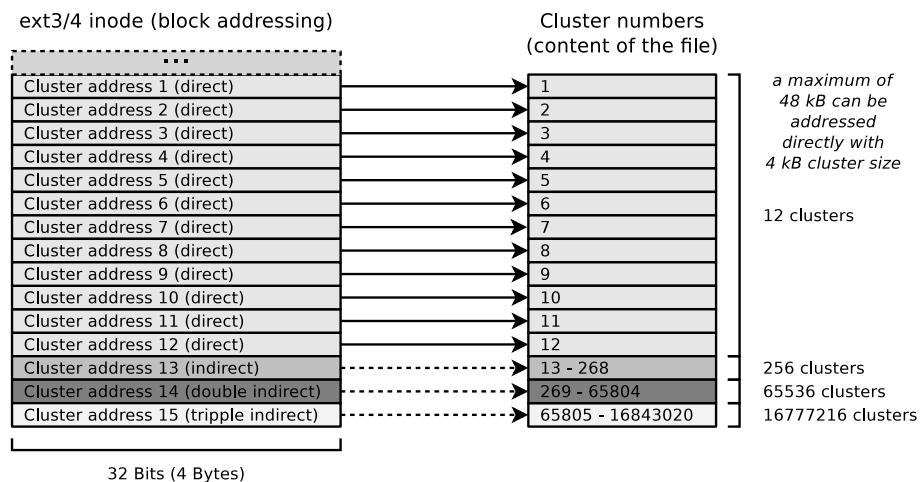 ext3/4 inode (block addressing)
...
Cluster address 1 (direct)
Cluster address 2 (direct)
Cluster address 3 (direct)
Cluster address 4 (direct)
Cluster address 5 (direct)
Cluster address 6 (direct)
Cluster address 7 (direct)
Cluster address 8 (direct)
Cluster address 9 (direct)
Cluster address 10 (direct)
Cluster address 11 (direct)
Cluster address 12 (direct)
Cluster address 13 (indirect)
Cluster address 14 (double indirect)
Cluster address 15 (tripple indirect)
32 Bits (4 Bytes)
Cluster numbers
(content of the file)
1
2
3
4
5
6
7
8
9
10
11
12
13 - 268
269 - 65804
65805 - 16843020
a maximum of
48 kB can be
addressed
directly with
4 kB cluster size
12 clusters
256 clusters
65536 clusters
16777216 clusters